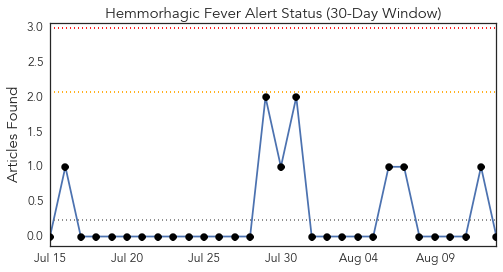 Hemmorhagic Fever Alert Status (30-Day Window)
Articles Found
3.0
2.5
2.0
1.5
1.0
0.5
0.0
Jul 15 Jul 20 Jul 25 Jul 30 Aug 04 Aug 09